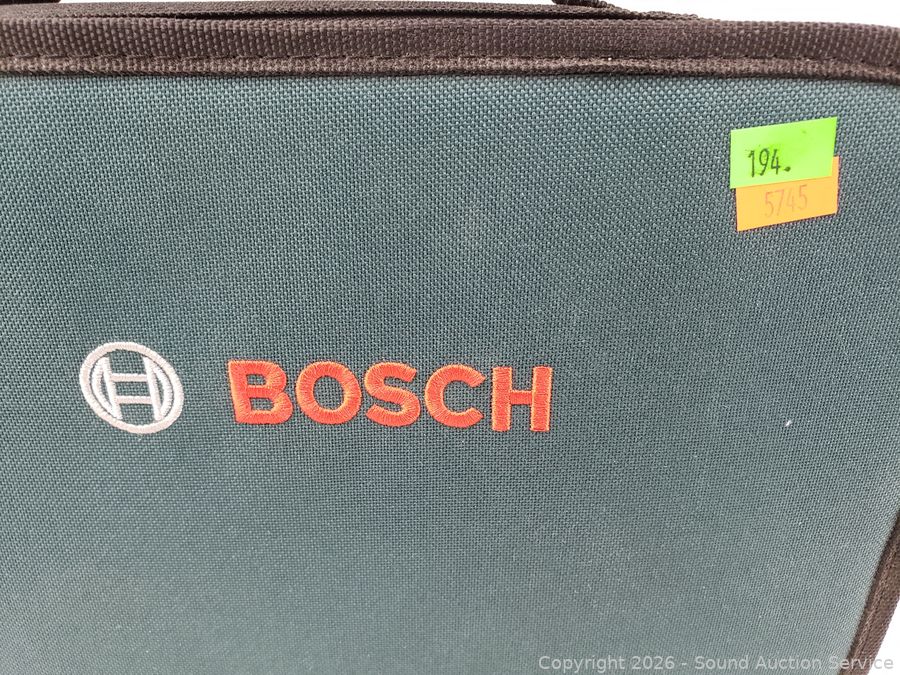 194.
5745
BOSCH
Copyright 2026 - Sound Auction Service